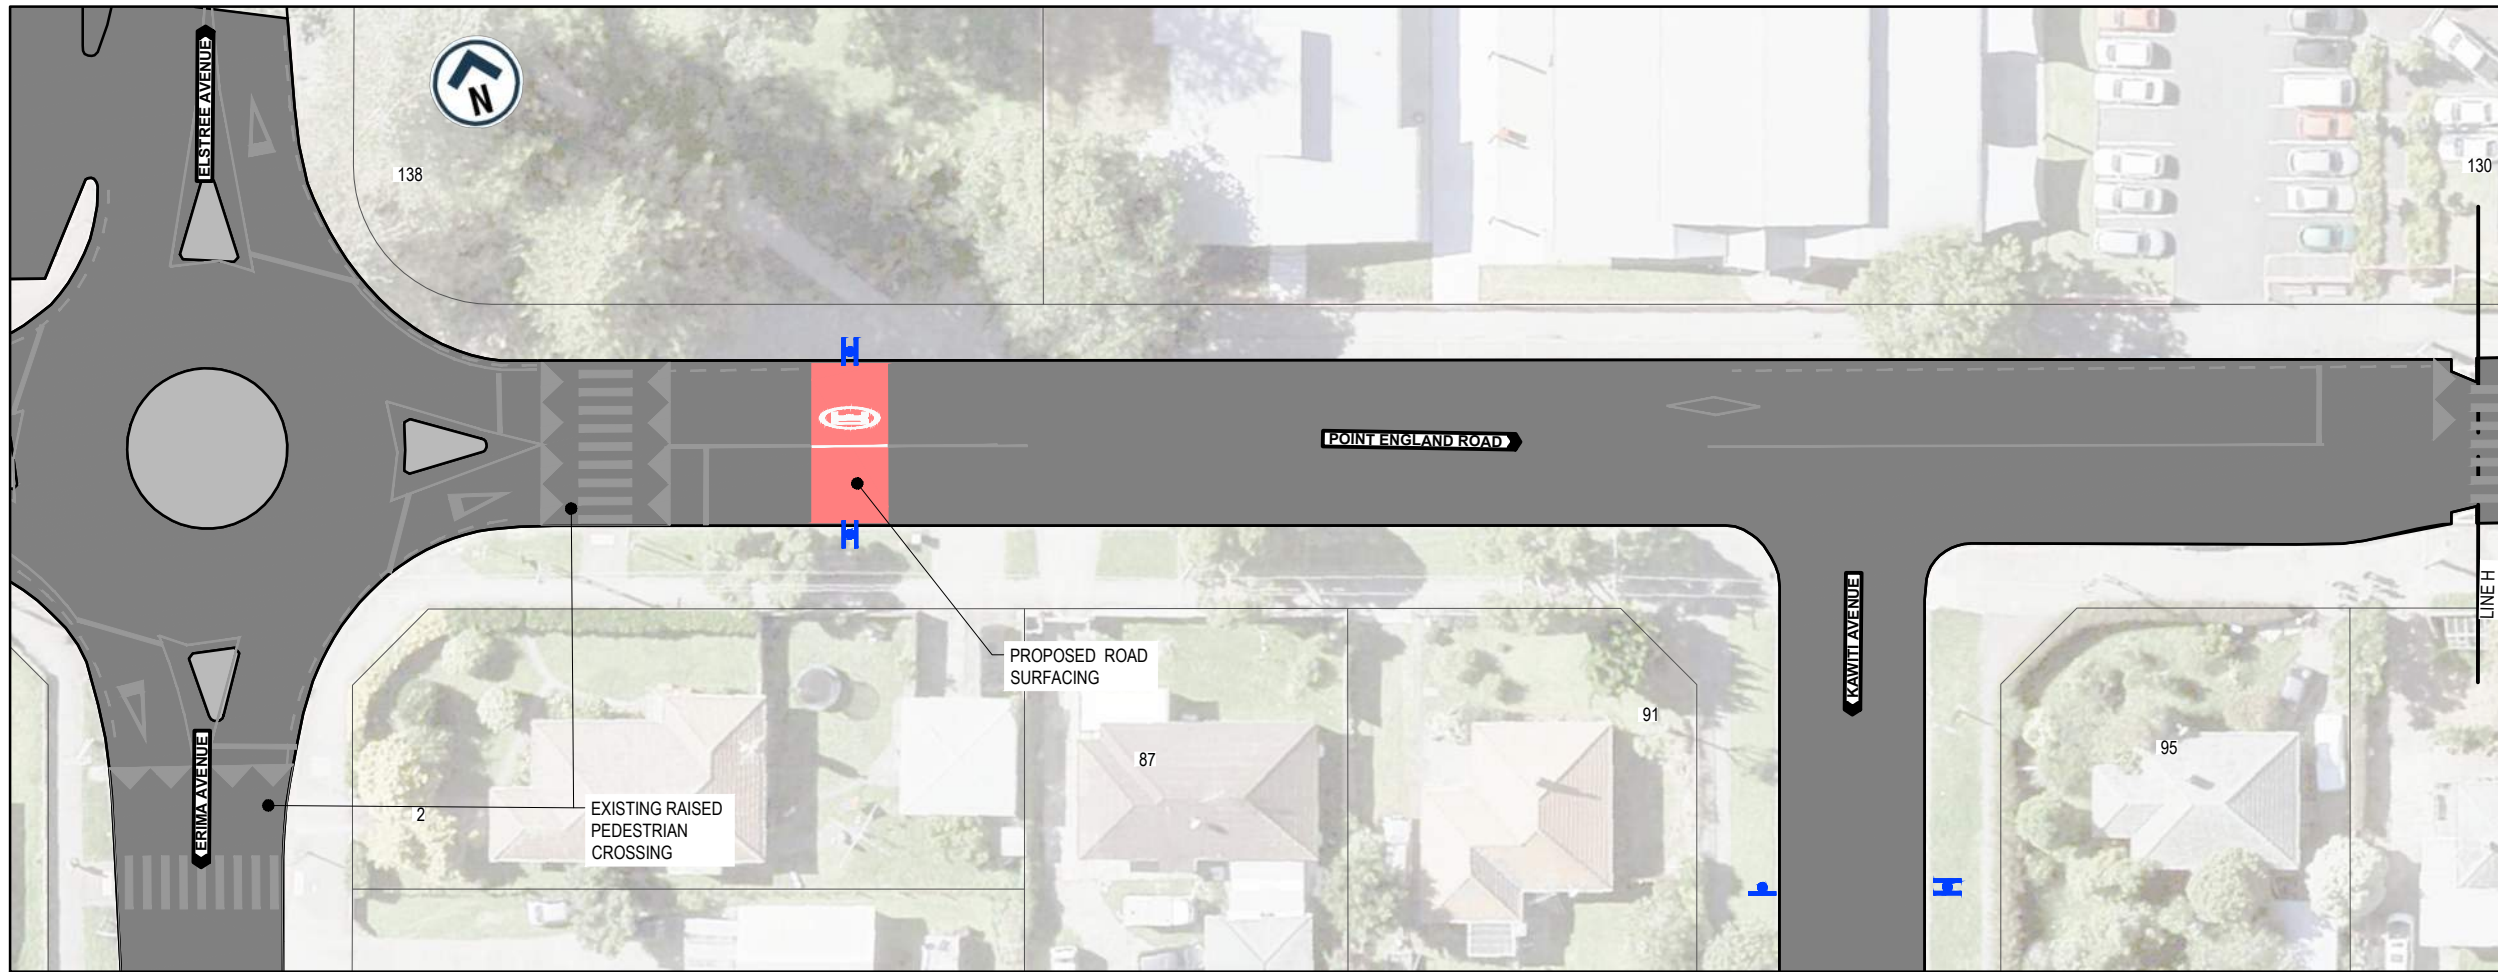 ELSTREE AVENUE
N
138
130
POINT ENGLAND ROAD
LINE H
KAWITI AVENUE
PROPOSED ROAD
SURFACING
91
95
87
ERIMA AVENUE
2
EXISTING RAISED
PEDESTRIAN
CROSSING